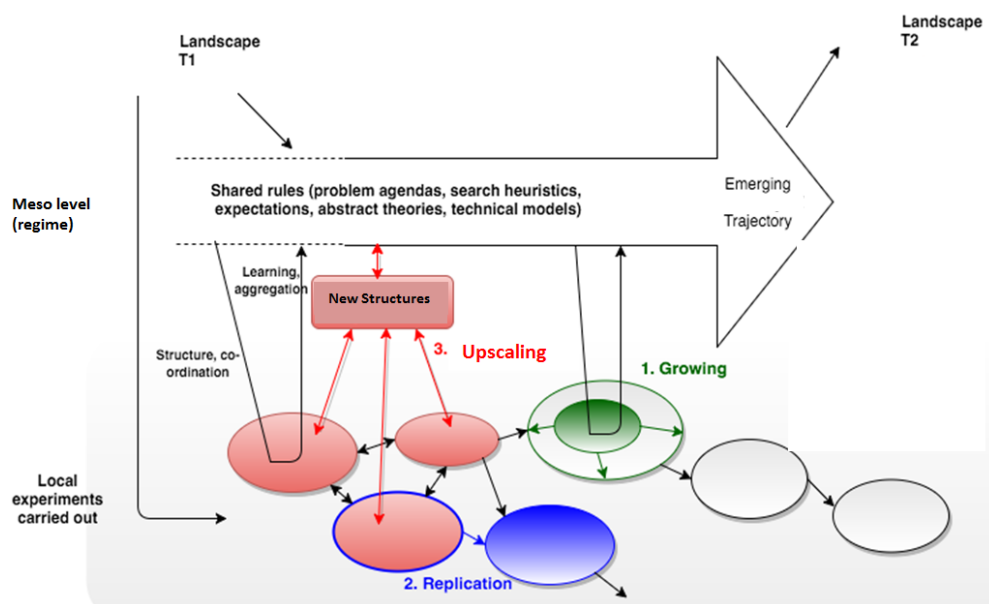 Landscape
T1
Landscape
T2
Meso level
(regime)
Shared rules (problem agendas, search heuristics,
expectations, abstract theories, technical models)
Emerging
Trajectory
Learning,
aggregation
New Structures
Structure, co-
ordination
3. Upscaling
1. Growing
Local
experiments
carried out
2. Replication